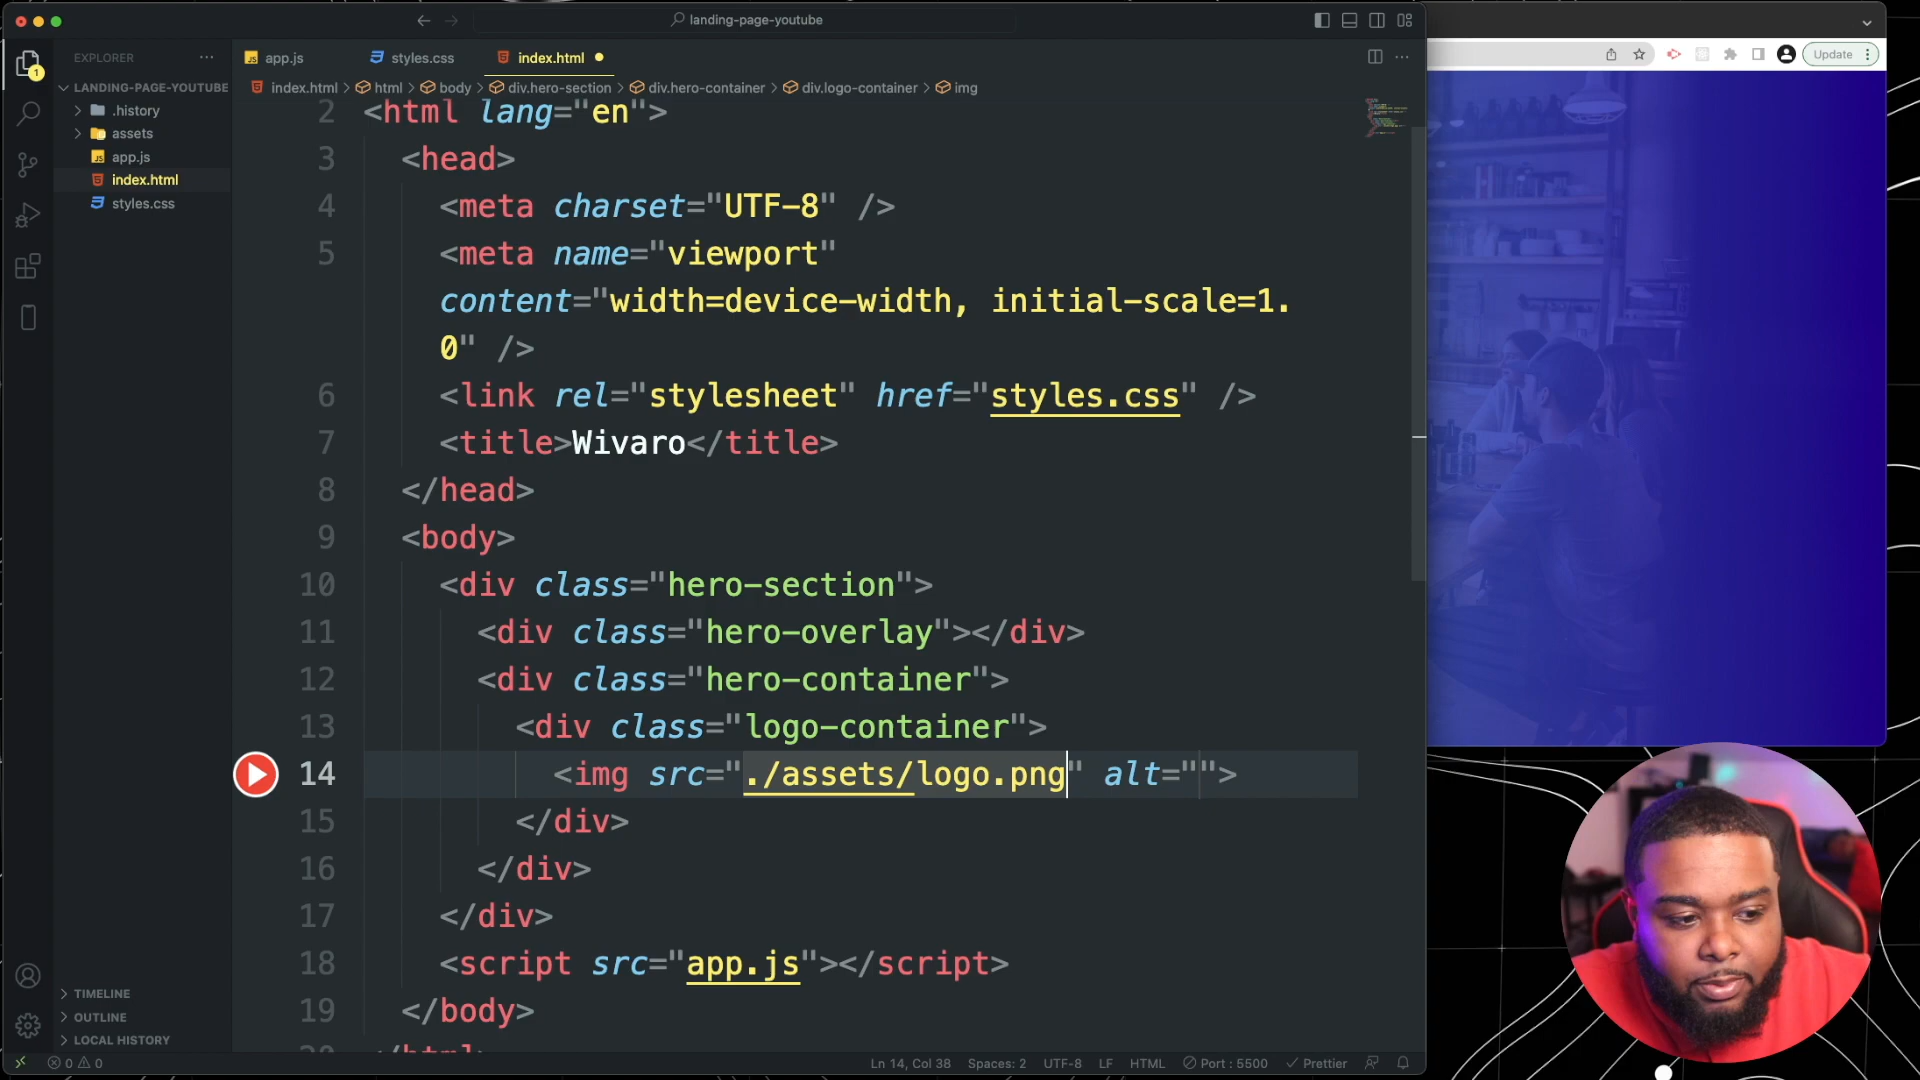 landing-page-youtube
Update
EXPLORER
app.js
styles.css
index.html
LANDING-PAGE-YOUTUBE
index.html > html > body > div.hero-section > div.hero-container > div.logo-container > img
.history
assets
app.js
index.html
styles.css
1
2 <html lang="en">
3 <head>
4 <meta charset="UTF-8" />
5 <meta name="viewport"
content="width=device-width, initial-scale=1.
0" />
6 <link rel="stylesheet" href="styles.css" />
7 <title>Wivaro</title>
8 </head>
9 <body>
10 <div class="hero-section">
11 <div class="hero-overlay"></div>
12 <div class="hero-container">
13 <div class="logo-container">
14 <img src="./assets/logo.png" alt="">
15 </div>
16 </div>
17 </div>
18 <script src="app.js"></script>
19 </body>
20 </html>
TIMELINE
OUTLINE
LOCAL HISTORY
0 0
Ln 14, Col 38
Spaces: 2
UTF-8
LF
HTML
Port : 5500
Prettier